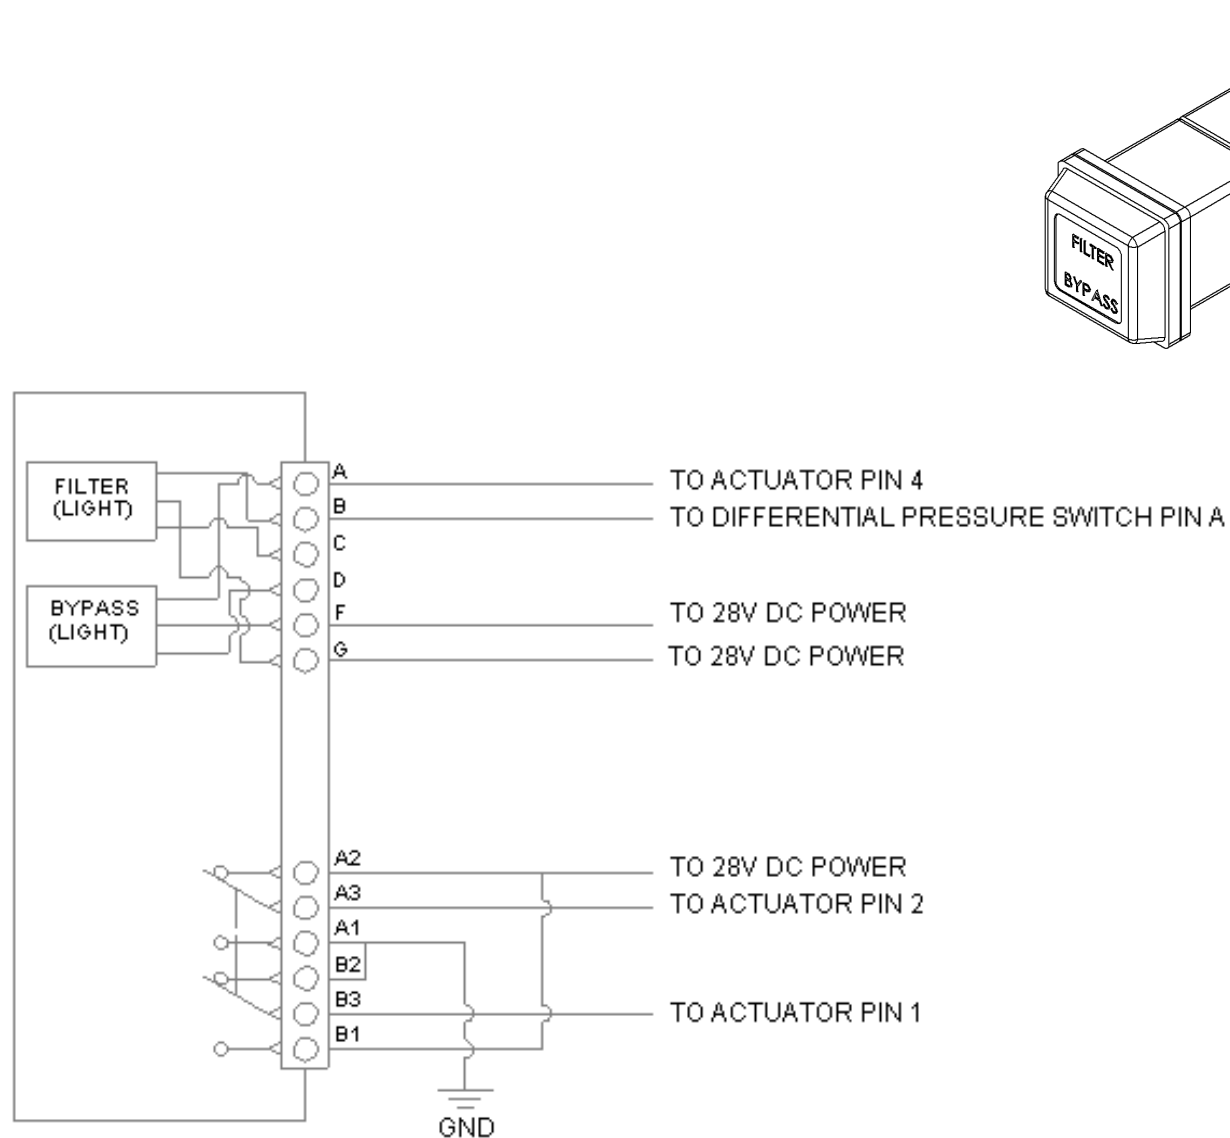 FILTER
BYPASS
FILTER
(LIGHT)
BYPASS
(LIGHT)
A
TO ACTUATOR PIN 4
B
TO DIFFERENTIAL PRESSURE SWITCH PIN A
C
D
F
TO 28V DC POWER
G
TO 28V DC POWER
A2
TO 28V DC POWER
A3
TO ACTUATOR PIN 2
A1
B2
B3
TO ACTUATOR PIN 1
B1
GND